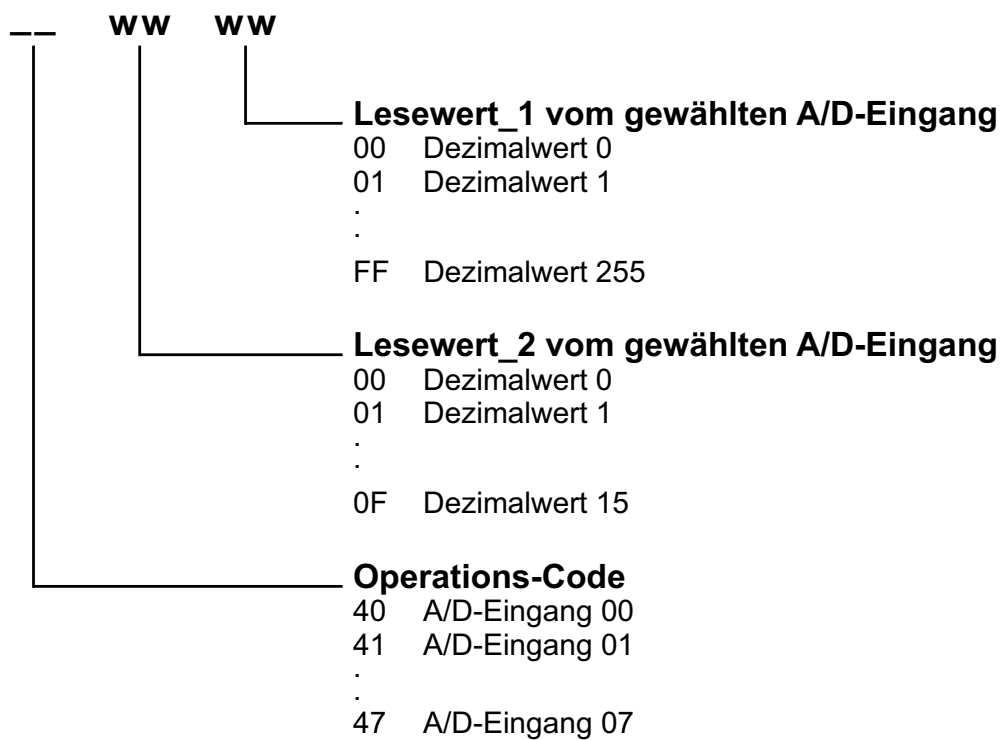 __ ww ww
Lesewert_1 vom gewählten A/D-Eingang
00 Dezimalwert 0
01 Dezimalwert 1
.
.
FF Dezimalwert 255
Lesewert_2 vom gewählten A/D-Eingang
00 Dezimalwert 0
01 Dezimalwert 1
.
.
0F Dezimalwert 15
Operations-Code
40 A/D-Eingang 00
41 A/D-Eingang 01
.
.
47 A/D-Eingang 07